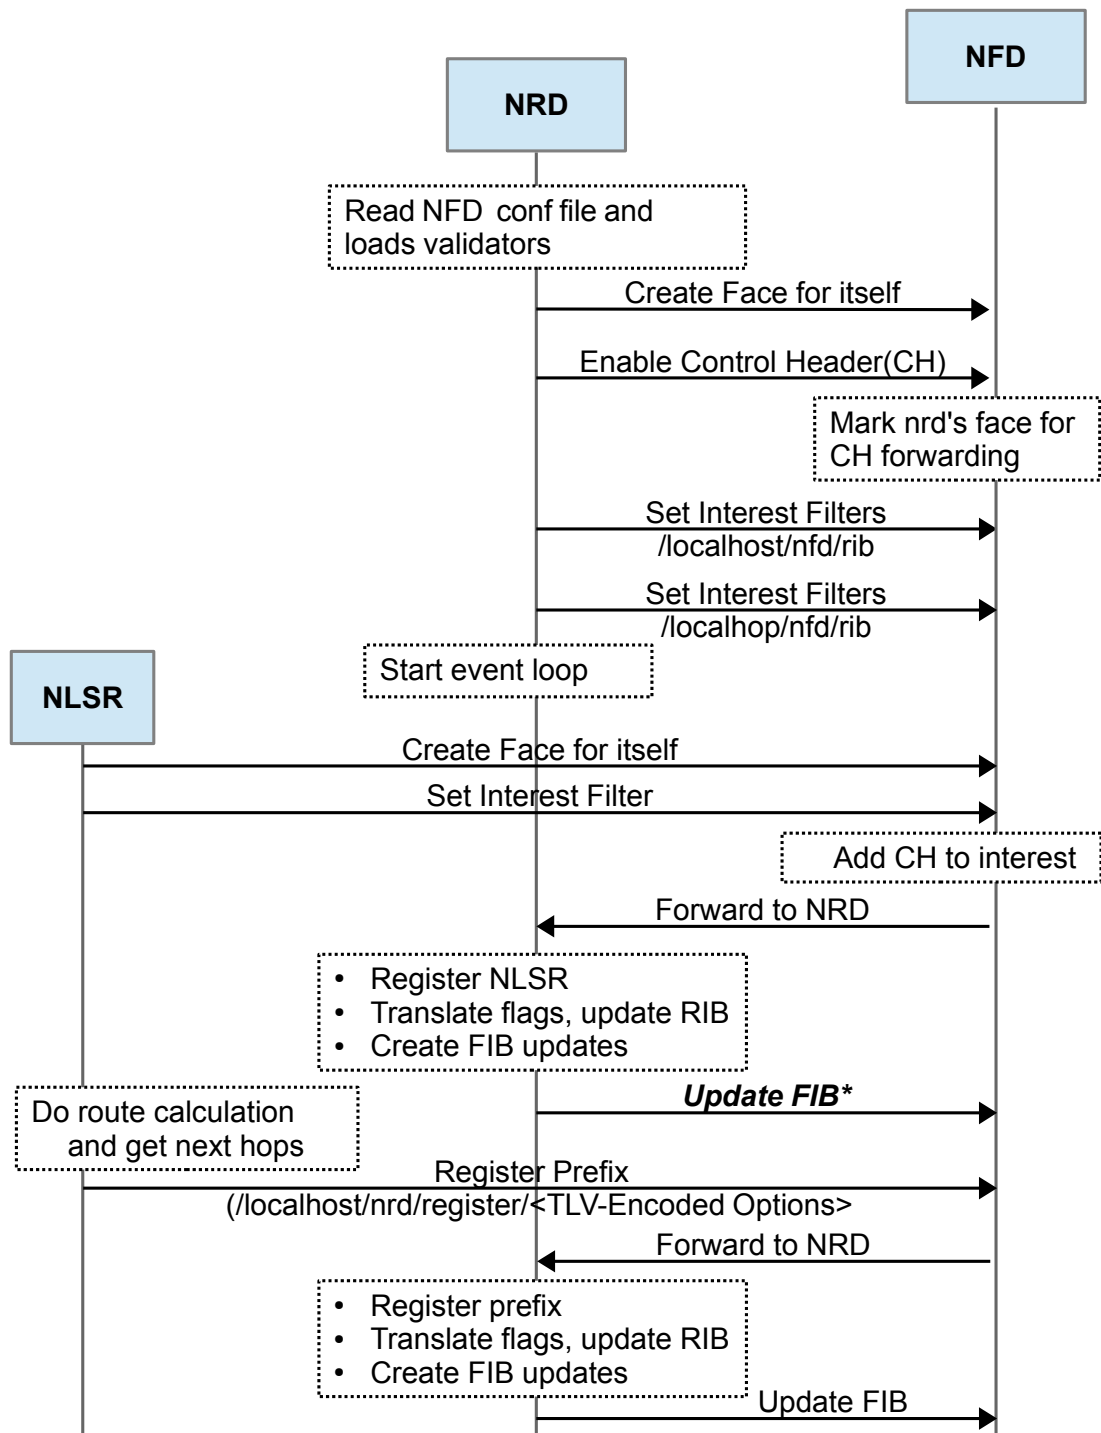 NFD
NRD
Read NFD conf file and
loads validators
Create Face for itself
Enable Control Header(CH)
Mark nrd's face for
CH forwarding
Set Interest Filters
/localhost/nfd/rib
Set Interest Filters
/localhop/nfd/rib
Start event loop
NLSR
Create Face for itself
Set Interest Filter
Add CH to interest
Forward to NRD
• Register NLSR
• Translate flags, update RIB
• Create FIB updates
Update FIB*
Do route calculation
and get next hops
Register Prefix
(/localhost/nrd/register/<TLV-Encoded Options>
Forward to NRD
• Register prefix
• Translate flags, update RIB
• Create FIB updates
Update FIB